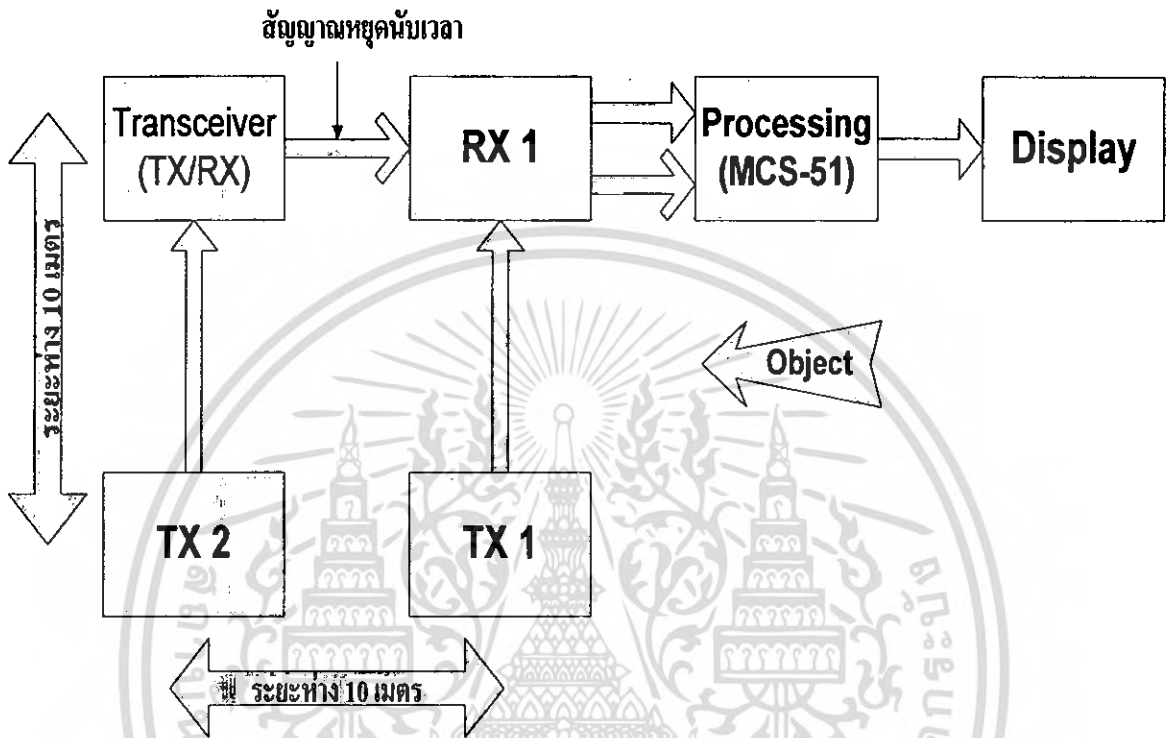 สัญญาณหยุดนับเวลา
Transceiver
(TX/RX)
RX 1
Processing
(MCS-51)
Display
ระยะห่าง 10 เมตร
Object
TX 2
TX 1
ระยะห่าง 10 เมตร